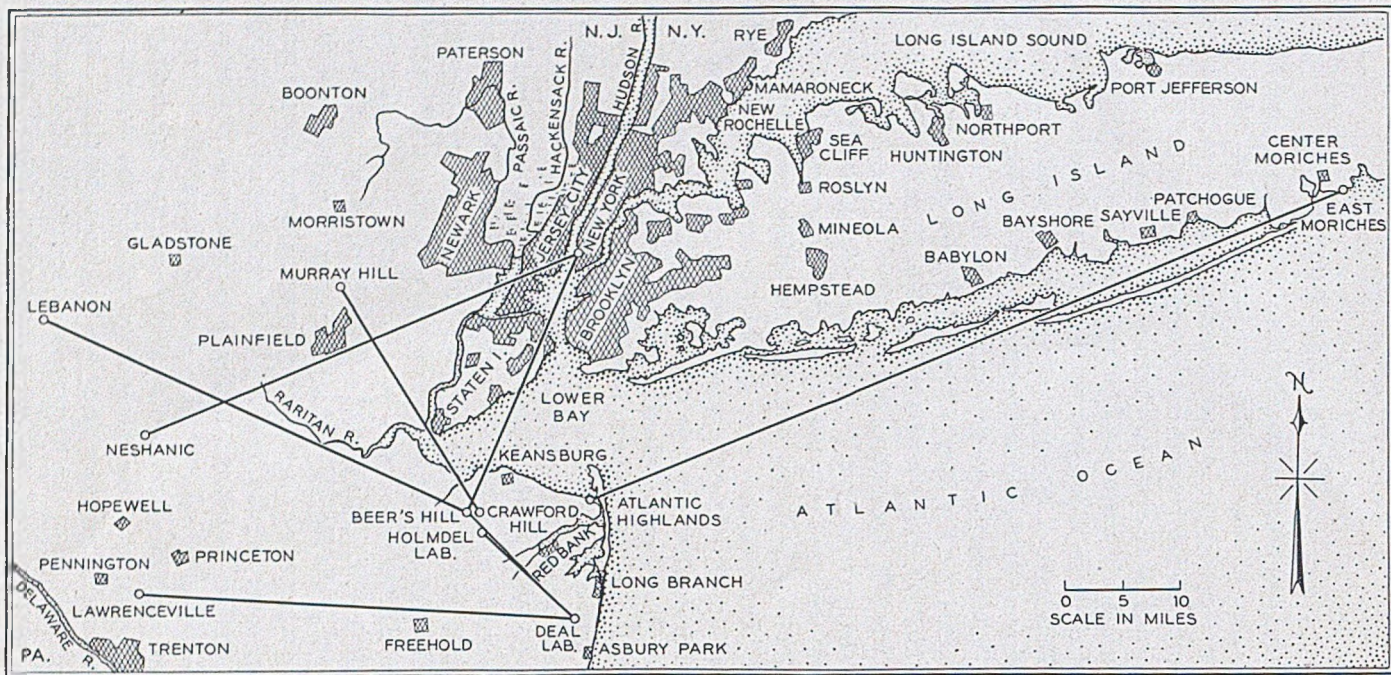 N.J.
N.Y.
RYE
LONG ISLAND SOUND
PATERSON
HACKENSACK R.
HUDSON R.
PASSAIC R.
BOONTON
MAMARONECK
PORT JEFFERSON
NEW
ROCHELLE
SEA
CLIFF
HUNTINGTON
NORTHPORT
CENTER
MORICHES
JERSEY CITY
NEW YORK
NEWARK
ROSLYN
LONG ISLAND
MORRISTOWN
MINEOLA
BAYSHORE
SAYVILLE
PATCHOGUE
EAST
MORICHES
GLADSTONE
MURRAY HILL
BABYLON
HEMPSTEAD
BROOKLYN
LEBANON
PLAINFIELD
STATEN I.
LOWER
BAY
RARITAN R.
NESHANIC
KEANSBURG
N
ATLANTIC OCEAN
HOPEWELL
BEER'S HILL
CRAWFORD
HILL
ATLANTIC
HIGHLANDS
HOLMDEL
LAB.
RED BANK
PRINCETON
PENNINGTON
LONG BRANCH
LAWRENCEVILLE
DELAWARE R.
0 5 10
SCALE IN MILES
FREEHOLD
DEAL
LAB.
ASBURY PARK
TRENTON
PA.